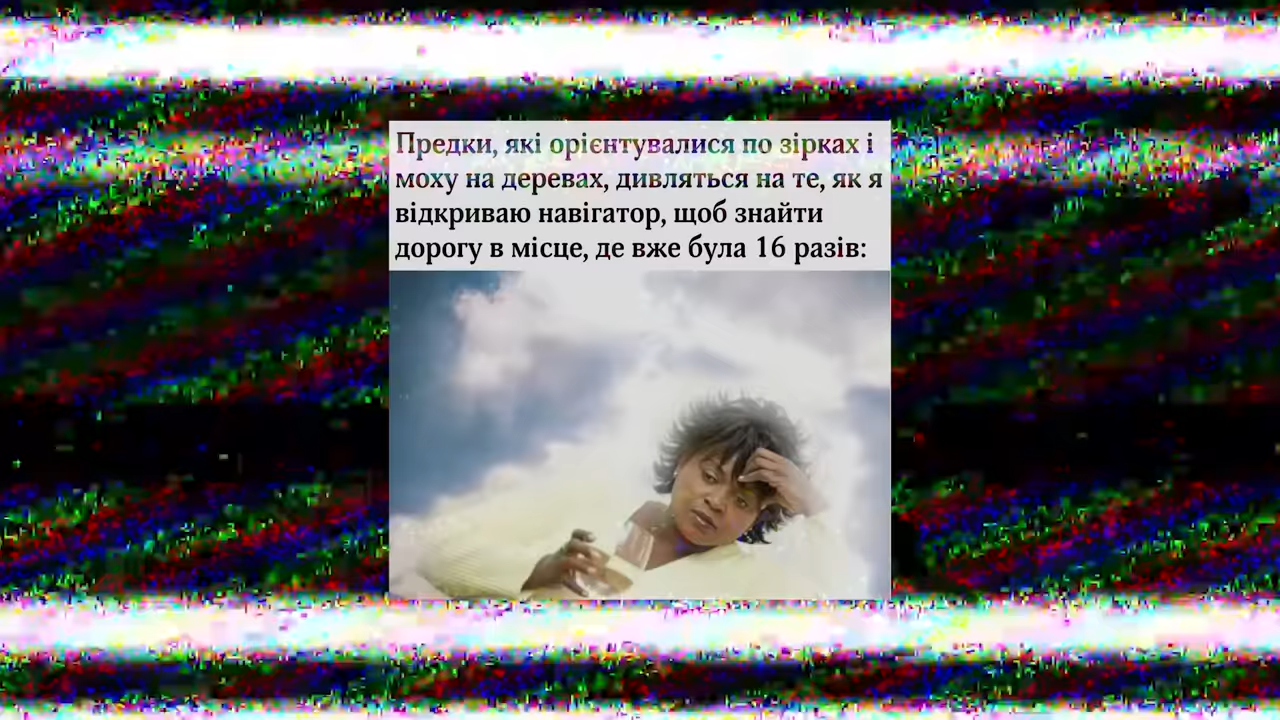 Предки, які орієнтувалися по зірках і
моху на деревах, дивляться на те, як я
відкриваю навігатор, щоб знайти
дорогу в місце, де вже була 16 разів: